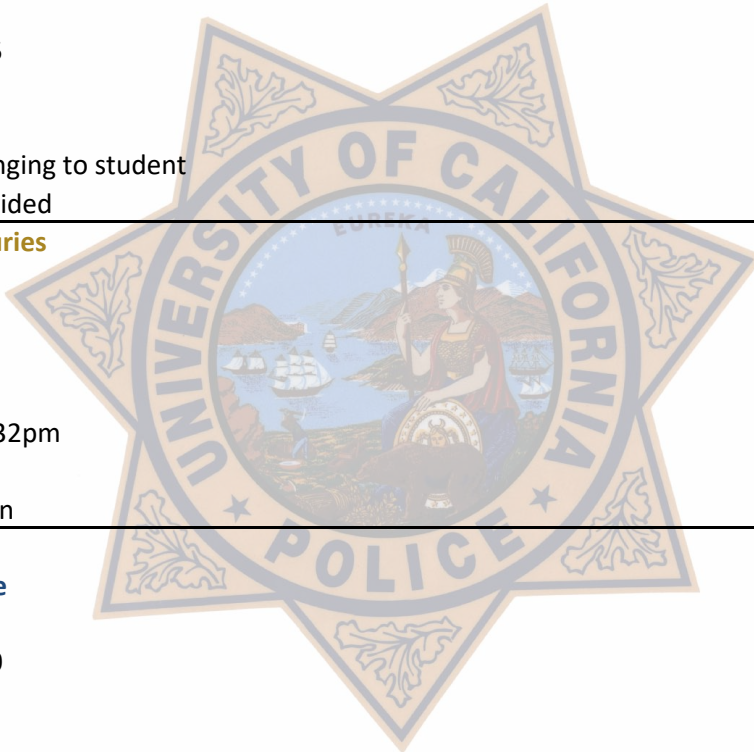 nging to student
ided
uries
32pm
n
e
UNIVERSITY OF CALIFORNIA
EUREKA
POLICE